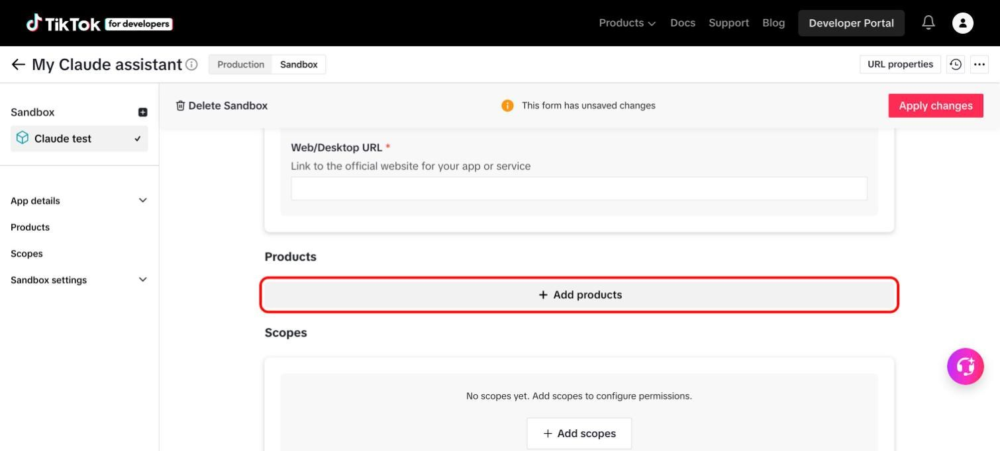 TikTok for developers
Products Docs Support Blog Developer Portal
My Claude assistant Production Sandbox URL properties
Sandbox
Delete Sandbox This form has unsaved changes Apply changes
Claude test
Web/Desktop URL *
Link to the official website for your app or service
App details
Products
Scopes
Sandbox settings
Products
+ Add products
Scopes
No scopes yet. Add scopes to configure permissions.
+ Add scopes